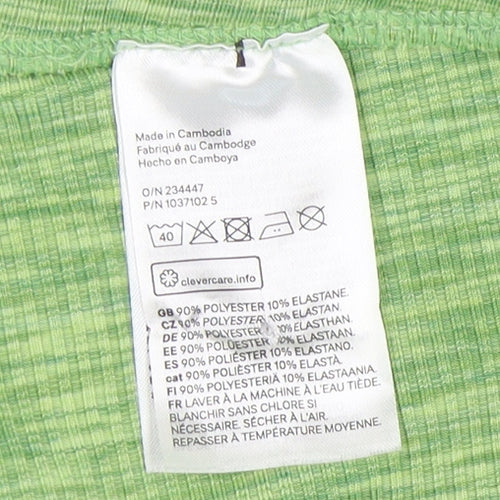 Made in Cambodia
Fabriqué au Cambodge
Hecho en Camboya
O/N 234447
P/N 1037102 5
40
clevercare.info
GB 90% POLYESTER 10% ELASTANE.
CZ 90% POLYESTER 10% ELASTAN.
DE 90% POLYESTER 10% ELASTHAN.
EE 90% POLÜESTER 10% ELASTAAN.
ES 90% POLIÉSTER 10% ELASTANO.
cat 90% POLIÈSTER 10% ELASTÀ.
FI 90% POLYESTERIÄ 10% ELASTAANIA.
FR LAVER À LA MACHINE À L'EAU TIÈDE.
BLANCHIR SANS CHLORE SI
NÉCESSAIRE. SÉCHER À L'AIR.
REPASSER À TEMPÉRATURE MOYENNE.